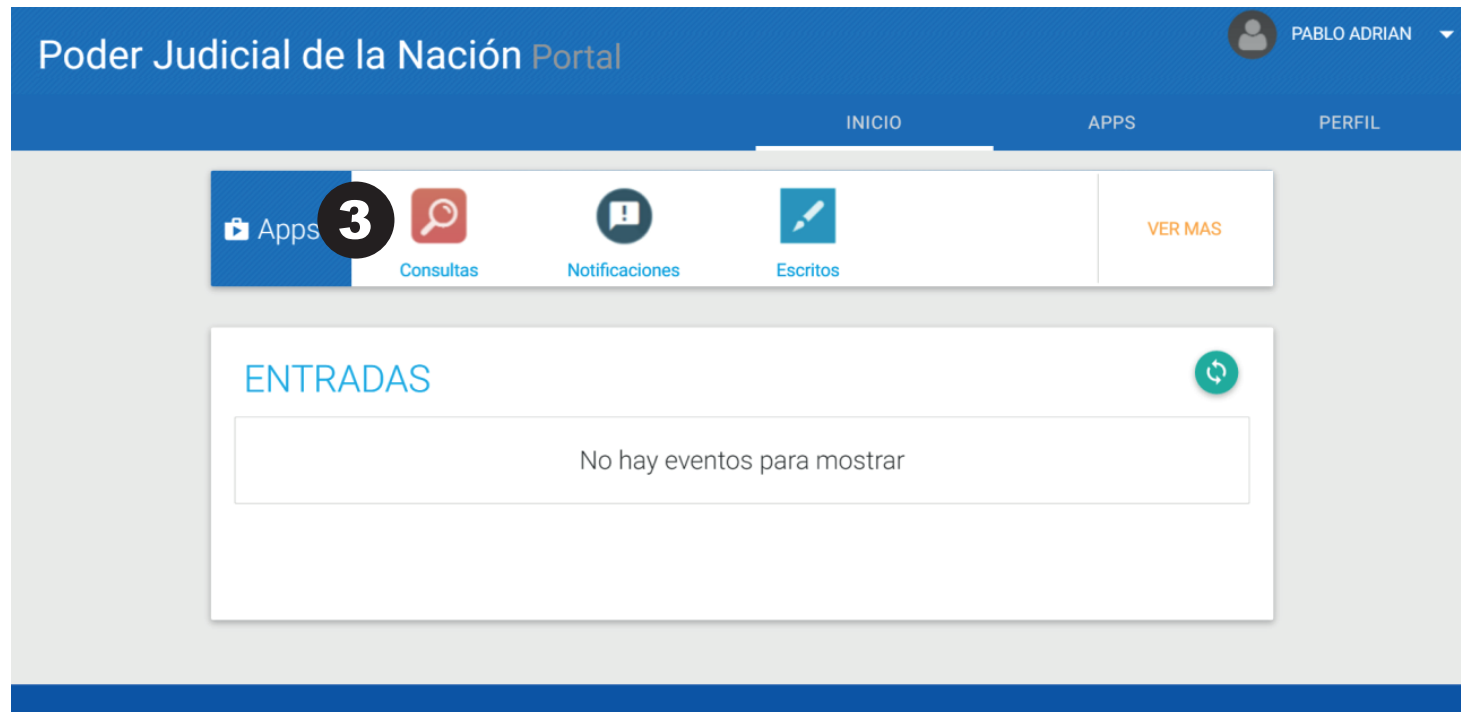 PABLO ADRIAN
Poder Judicial de la Nación Portal
INICIO APPS PERFIL
Apps 3 VER MAS
Consultas Notificaciones Escritos
ENTRADAS
No hay eventos para mostrar